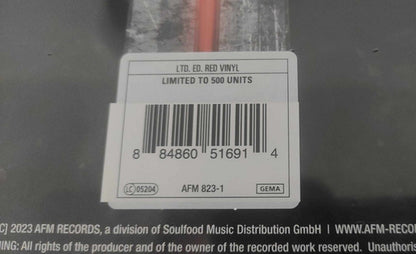 LTD. ED. RED VINYL
LIMITED TO 500 UNITS
8 84860 51691 4
LC 05204 AFM 823-1 GEMA
C] 2023 AFM RECORDS, a division of Soulfood Music Distribution GmbH | WWW.AFM-RECO
NING: All rights of the producer and of the owner of the recorded work reserved. Unauthoris